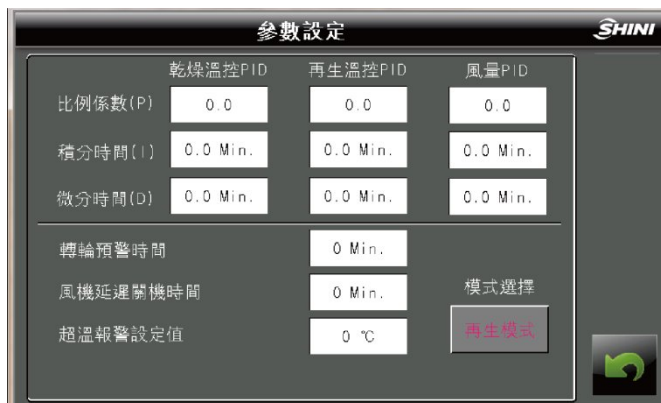 參數設定
SHINI
乾燥溫控PID 再生溫控PID 風量PID
比例係數(P) 0.0 0.0 0.0
積分時間(I) 0.0 Min. 0.0 Min. 0.0 Min.
微分時間(D) 0.0 Min. 0.0 Min. 0.0 Min.
轉輪預警時間 0 Min.
風機延遲關機時間 0 Min. 模式選擇
超溫報警設定值 0 ℃ 再生模式